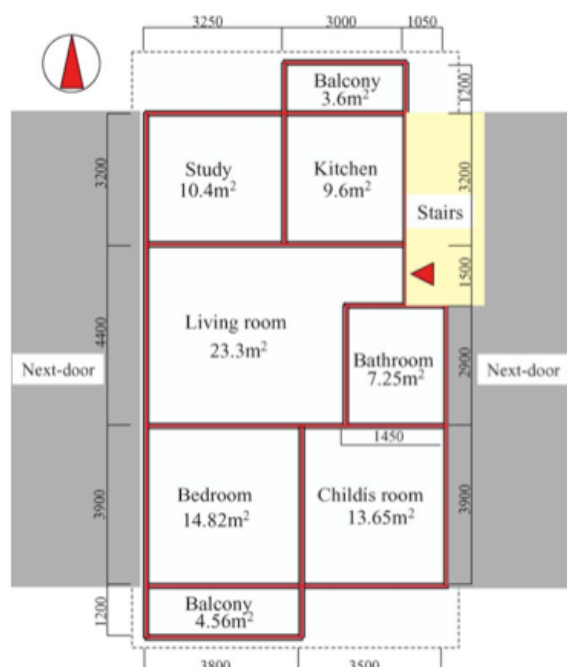 3250
3000
1050
Balcony
3.6m²
1200
3200
Study
10.4m²
Kitchen
9.6m²
3200
Stairs
1500
Living room
23.3m²
4400
Next-door
Bathroom
7.25m²
2900
Next-door
1450
3900
Bedroom
14.82m²
Childís room
13.65m²
3900
Balcony
4.56m²
1200
3800
3500